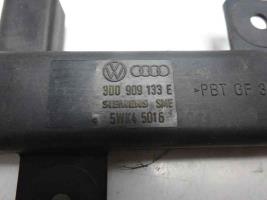 3D0 909 133 E
SIEMENS SME
5WK4 5016
>PBT GF 3